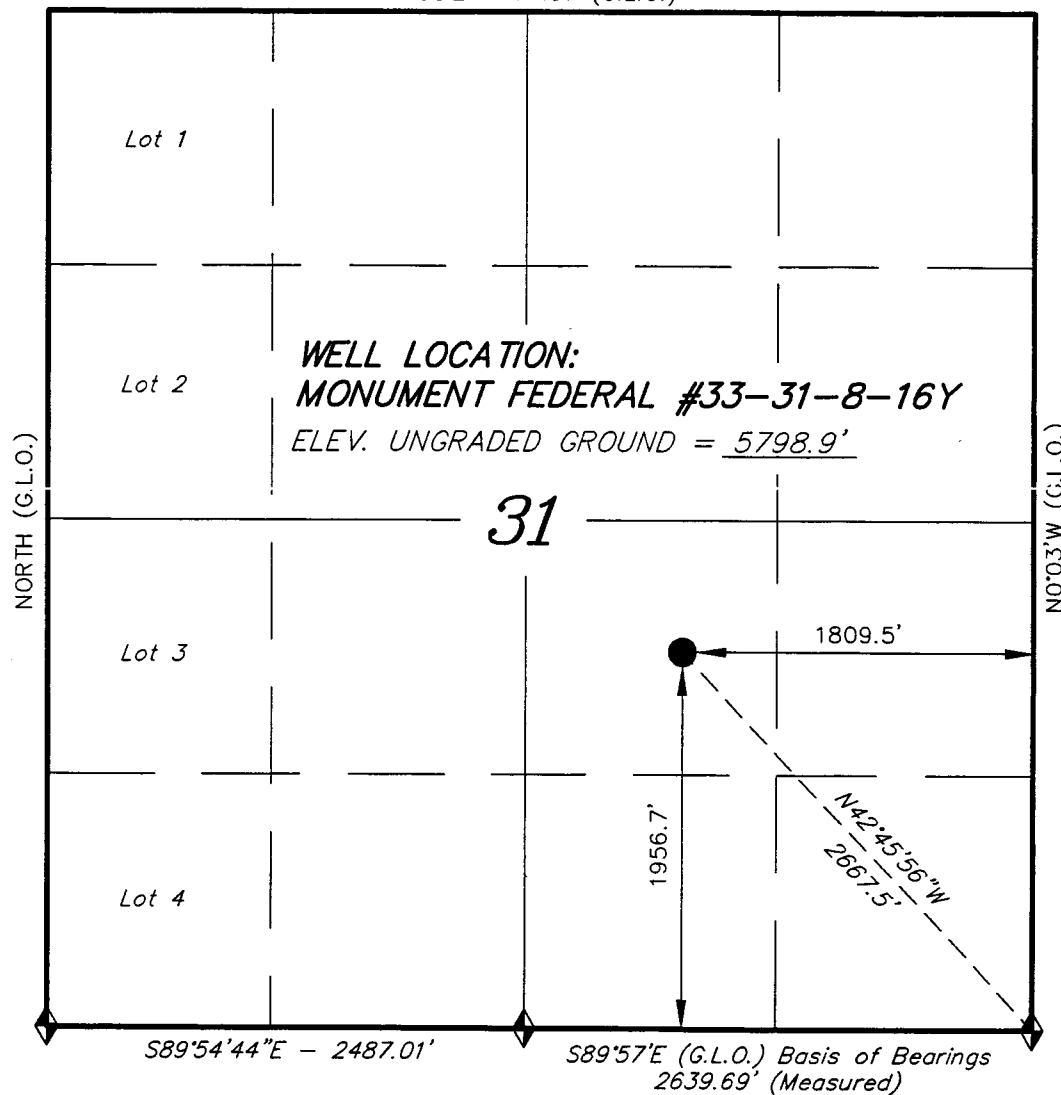 Lot 1
WELL LOCATION:
MONUMENT FEDERAL #33-31-8-16Y
ELEV. UNGRADED GROUND = 5798.9'
Lot 2
NORTH (G.L.O.)
N0°03'W (G.L.O.)
31
1809.5'
Lot 3
1956.7'
N42°45'56"W
2667.5'
Lot 4
S89°54'44"E - 2487.01'
S89°57'E (G.L.O.) Basis of Bearings
2639.69' (Measured)